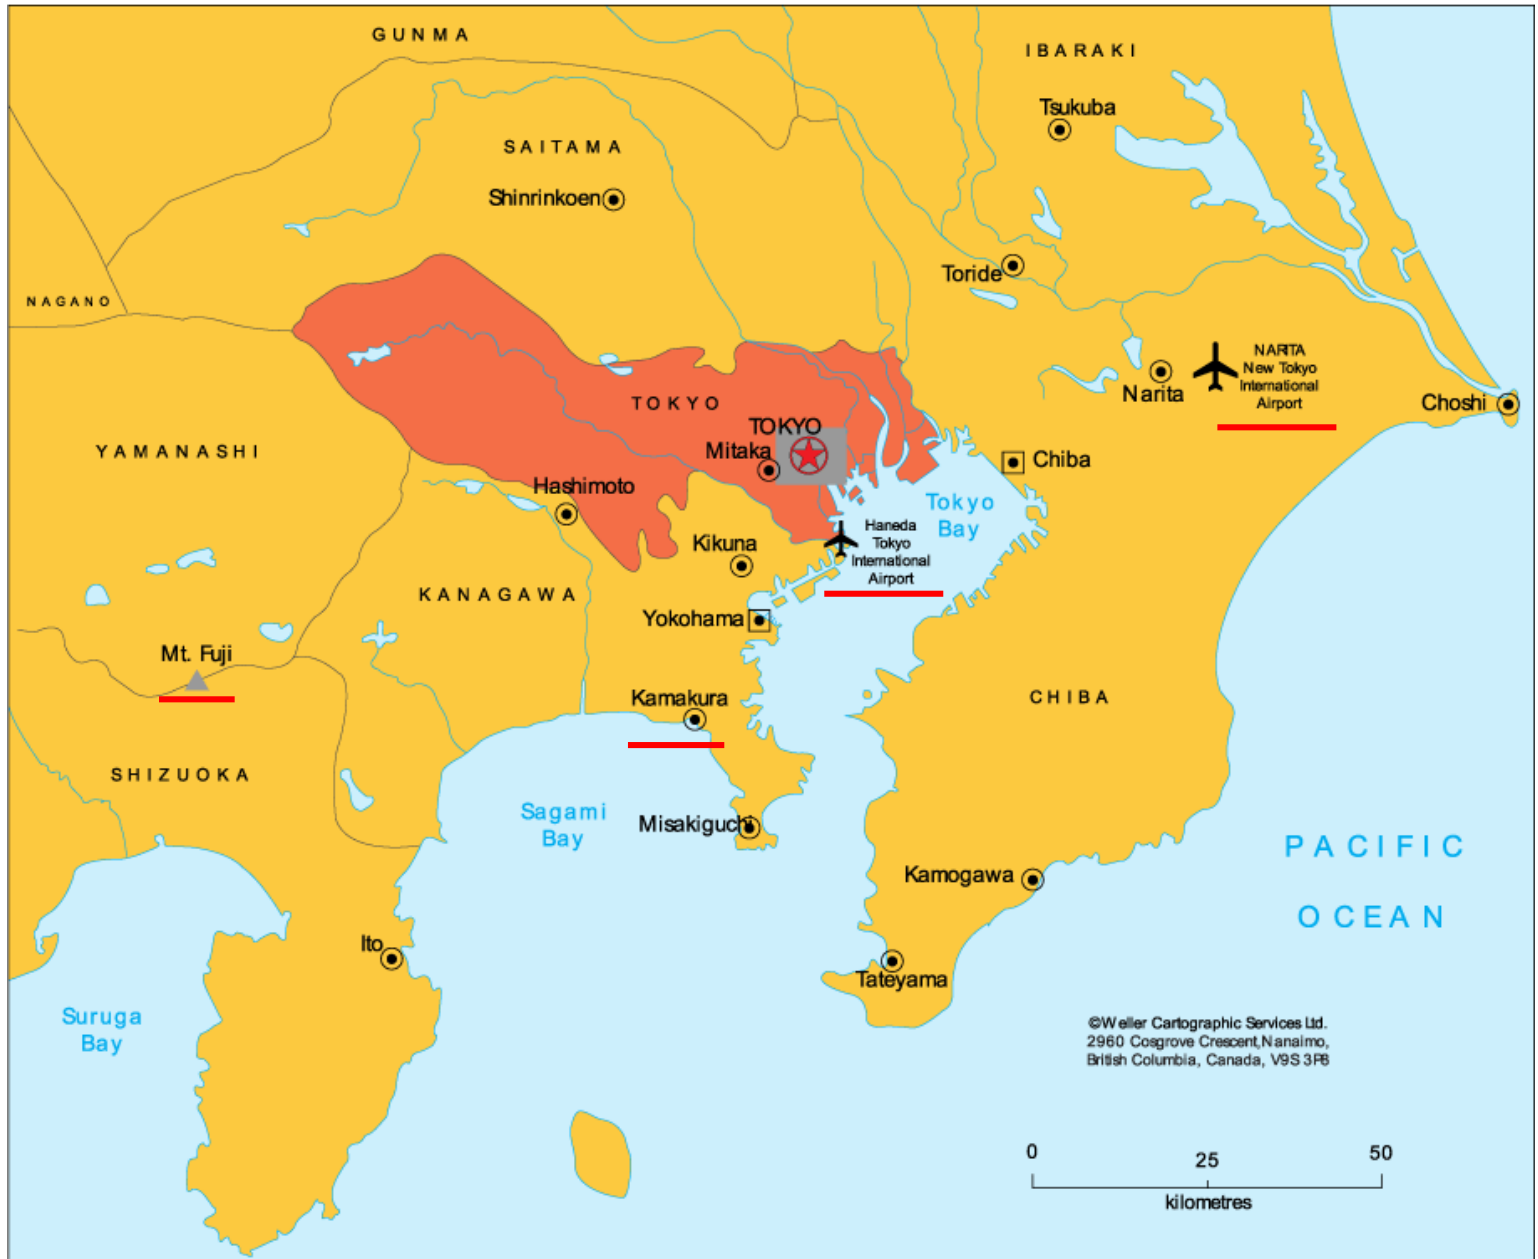 GUNMA
IBARAKI
Tsukuba
SAITAMA
Shinrinkoen
Toride
NAGANO
NARITA
New Tokyo
International
Airport
Narita
Choshi
TOKYO
TOKYO
Mitaka
YAMANASHI
Chiba
Hashimoto
Tokyo
Bay
Haneda
Tokyo
International
Airport
Kikuna
KANAGAWA
Yokohama
Mt. Fuji
Kamakura
CHIBA
SHIZUOKA
Sagami
Bay
Misakiguchi
PACIFIC
OCEAN
Kamogawa
Ito
Tateyama
Suruga
Bay
©Weller Cartographic Services Ltd.
2960 Cosgrove Crescent,Nanaimo,
British Columbia, Canada, V9S 3P8
0 25 50
kilometres